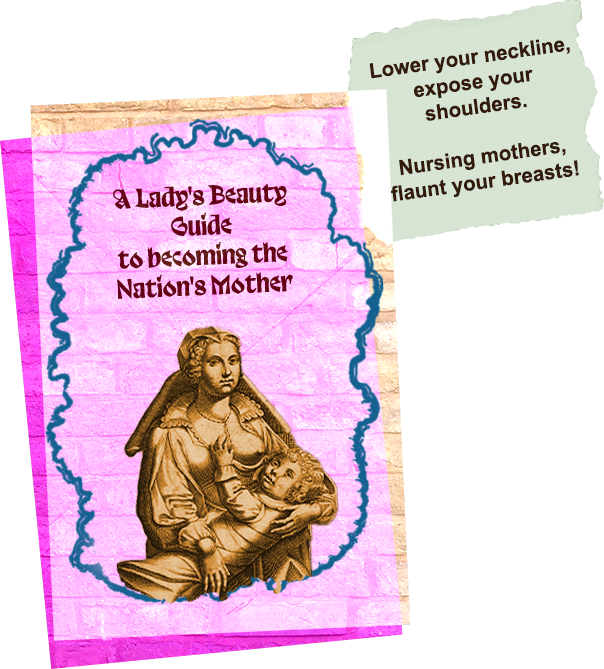 A Lady's Beauty
Guide
to becoming the
Nation's Mother
Lower your neckline,
expose your
shoulders.
Nursing mothers,
flaunt your breasts!